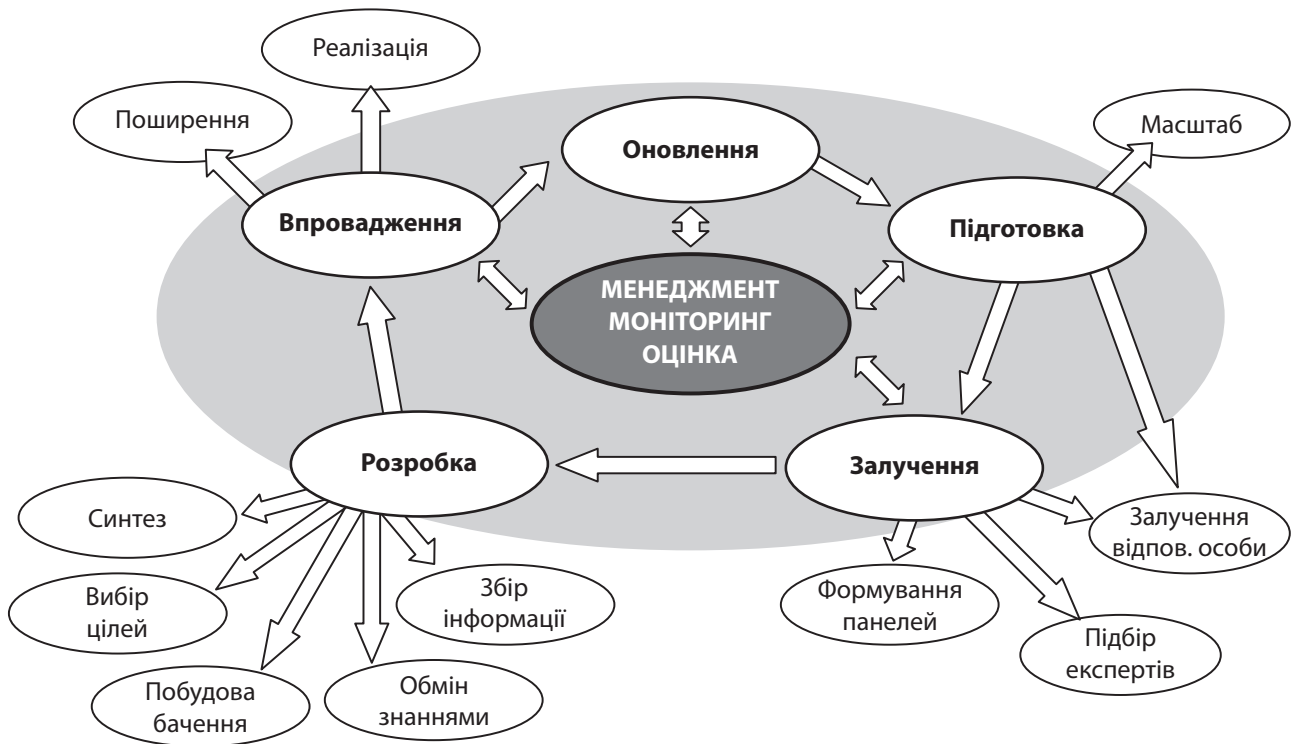 Реалізація
Поширення
Оновлення
Масштаб
Впровадження
Підготовка
МЕНЕДЖМЕНТ
МОНІТОРИНГ
ОЦІНКА
Розробка
Залучення
Синтез
Вибір
цілей
Побудова
бачення
Обмін
знаннями
Збір
інформації
Формування
панелей
Підбір
експертів
Залучення
відпов. особи